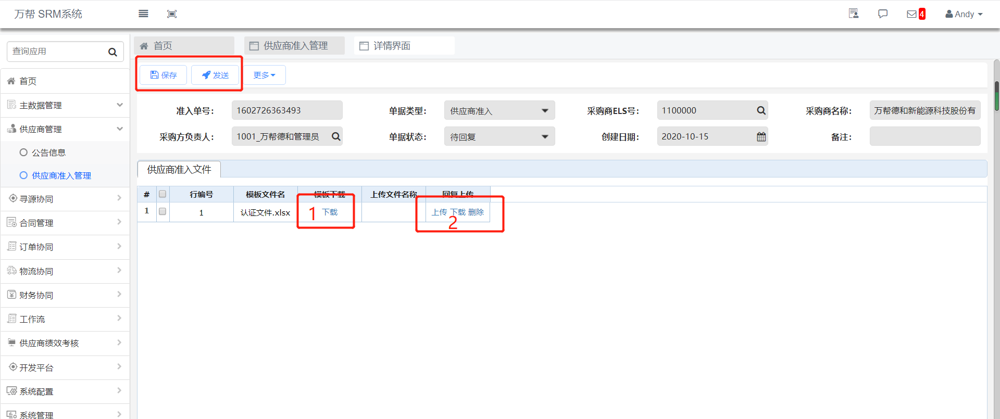 万帮 SRM系统
4
Andy
查询应用
首页
主数据管理
供应商管理
公告信息
供应商准入管理
寻源协同
合同管理
订单协同
物流协同
财务协同
工作流
供应商绩效考核
开发平台
系统配置
系统管理
首页
供应商准入管理
详情界面
保存
发送
更多
准入单号： 1602726363493
单据类型： 供应商准入
采购商ELS号： 1100000
采购商名称： 万帮德和新能源科技股份有
采购方负责人： 1001_万帮德和管理员
单据状态： 待回复
创建日期： 2020-10-15
备注：
供应商准入文件
# 行编号 模板文件名 模板下载 上传文件名称 回复上传
1 1 认证文件.xlsx 1 下载 上传 下载 删除
2